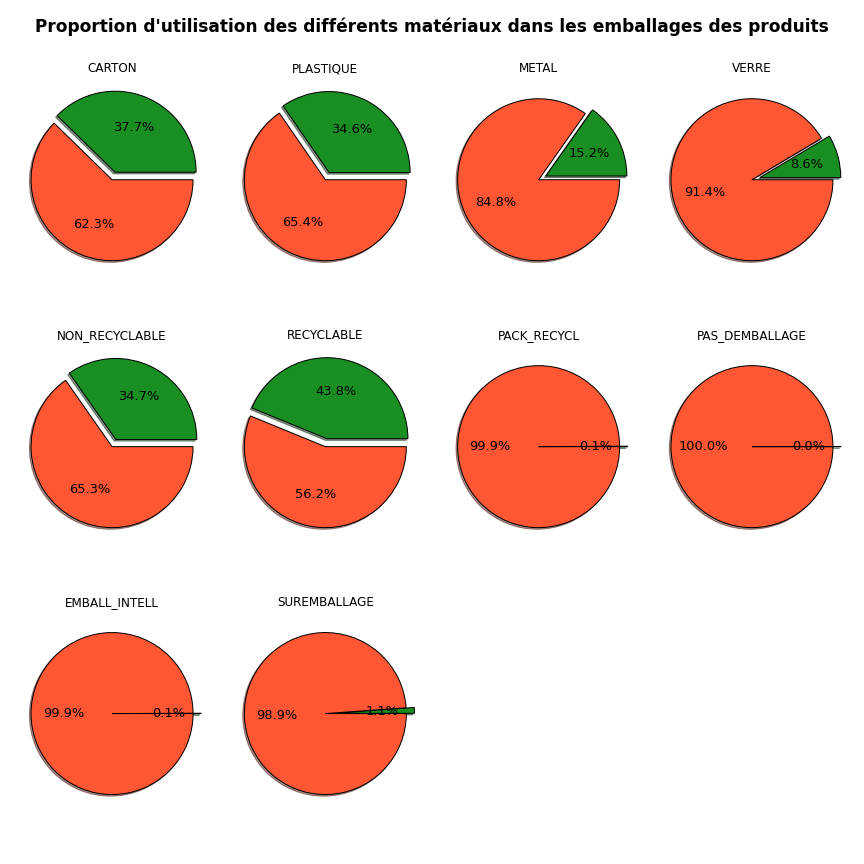 Proportion d'utilisation des différents matériaux dans les emballages des produits
CARTON
37.7%
62.3%
PLASTIQUE
34.6%
65.4%
METAL
15.2%
84.8%
VERRE
8.6%
91.4%
NON_RECYCLABLE
34.7%
65.3%
RECYCLABLE
43.8%
56.2%
PACK_RECYCL
99.9%
0.1%
PAS_DEMBALLAGE
100.0%
0.0%
EMBALL_INTELL
99.9%
0.1%
SUREMBALLAGE
1.1%
98.9%